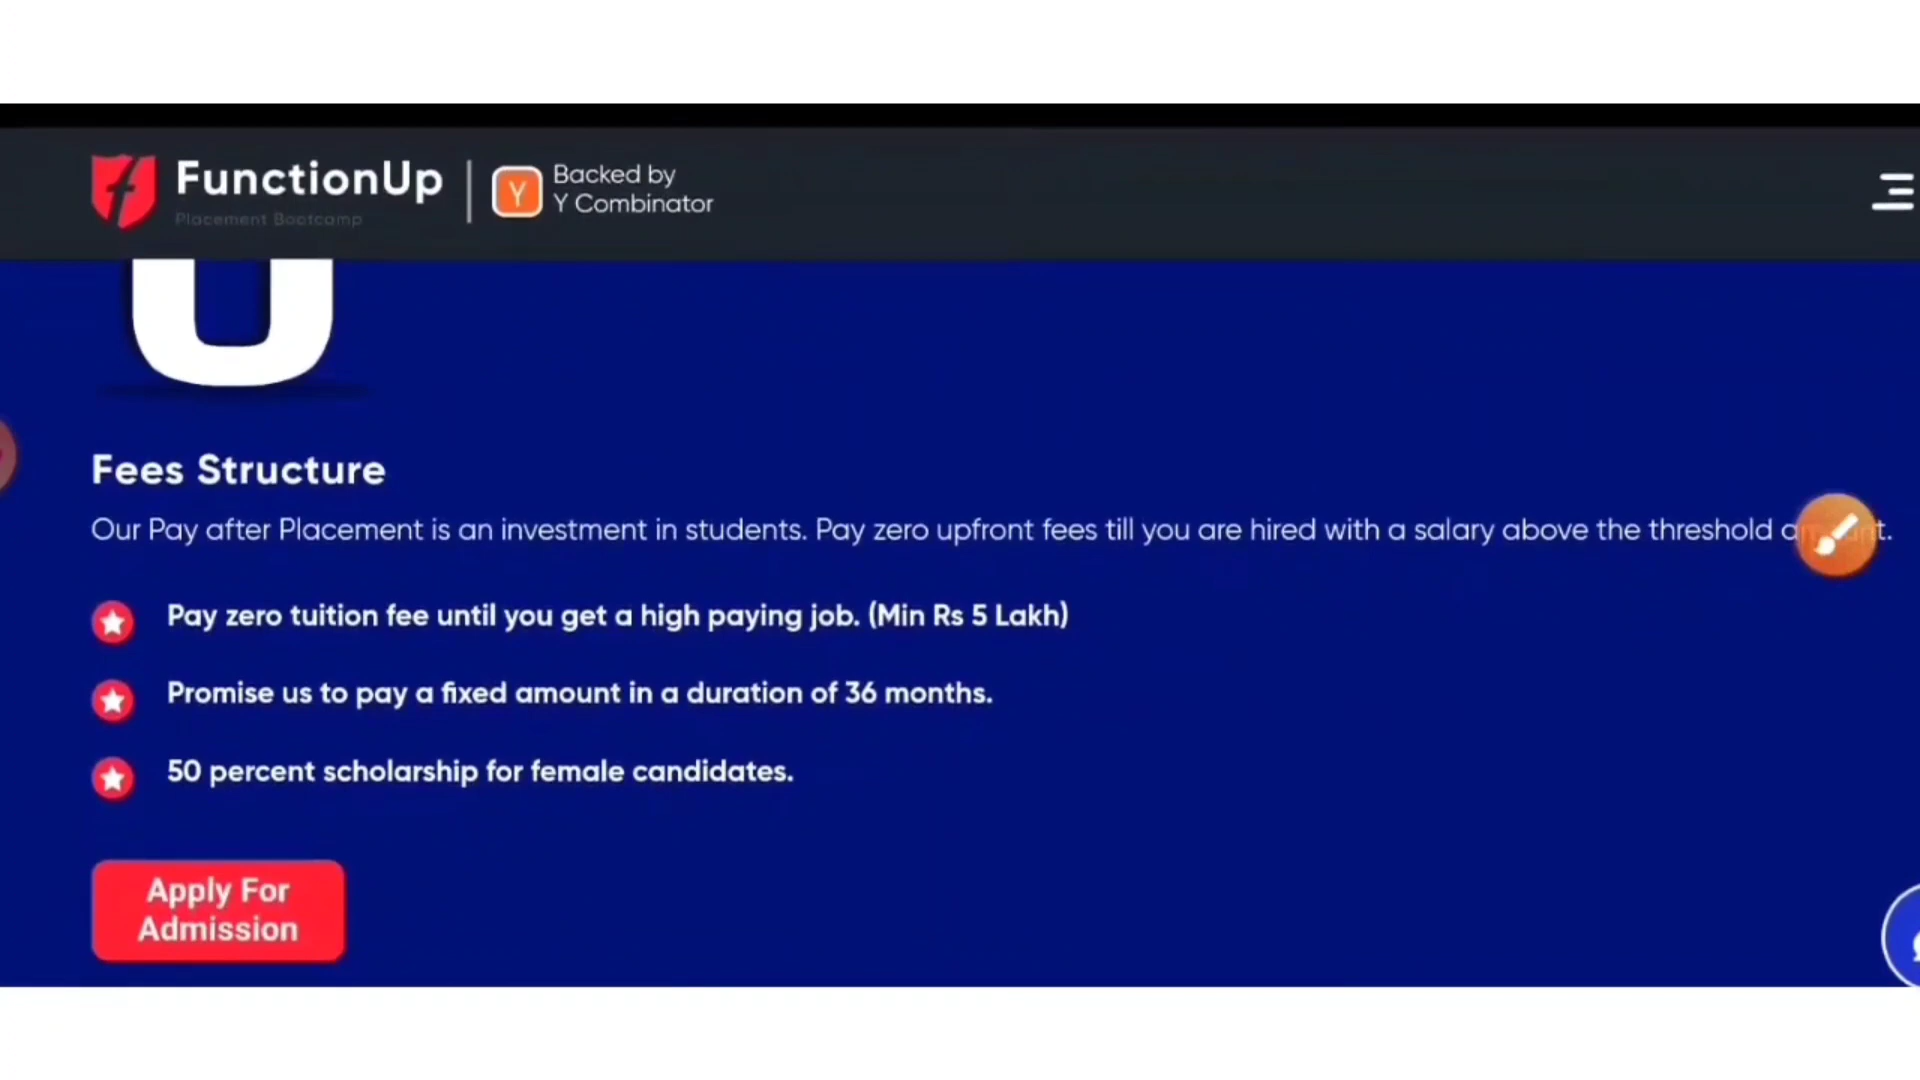 FunctionUp
Placement Bootcamp
Backed by
Y Combinator
Fees Structure
Our Pay after Placement is an investment in students. Pay zero upfront fees till you are hired with a salary above the threshold
Pay zero tuition fee until you get a high paying job. (Min Rs 5 Lakh)
Promise us to pay a fixed amount in a duration of 36 months.
50 percent scholarship for female candidates.
Apply For
Admission